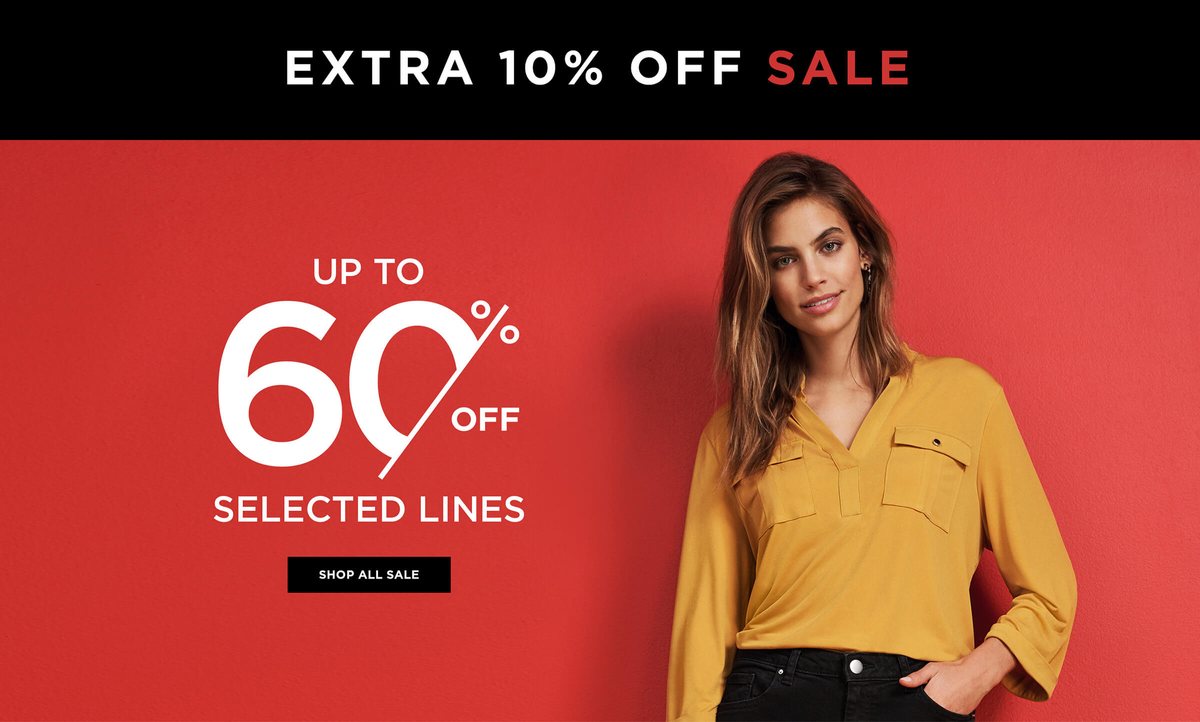 EXTRA 10% OFF SALE
UP TO
60%
OFF
SELECTED LINES
SHOP ALL SALE